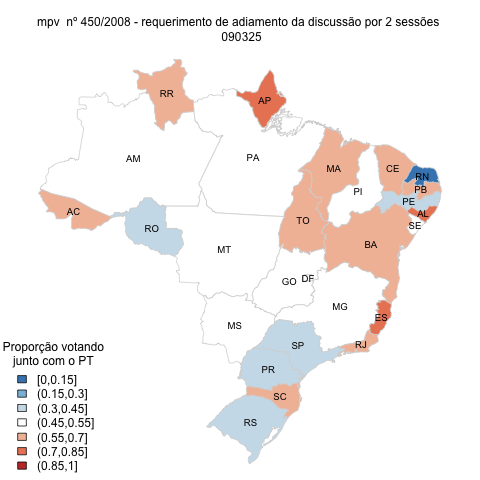 mpv nº 450/2008 - requerimento de adiamento da discussão por 2 sessões
090325
RR
AP
AM
PA
MA
CE
RN
PB
PI
PE
AL
SE
AC
RO
TO
BA
MT
GO
DF
MG
ES
MS
SP
RJ
PR
SC
RS
Proporção votando
junto com o PT
[0,0.15]
(0.15,0.3]
(0.3,0.45]
(0.45,0.55]
(0.55,0.7]
(0.7,0.85]
(0.85,1]